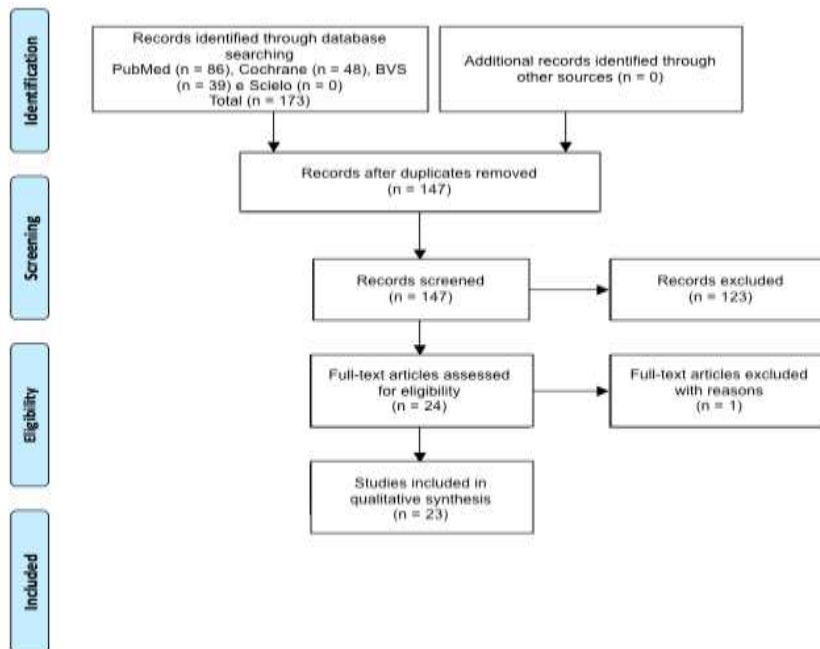 Identification
Records identified through database
searching
PubMed (n = 86), Cochrane (n = 48), BVS
(n = 39) e Scielo (n = 0)
Total (n = 173)
Additional records identified through
other sources (n = 0)
Records after duplicates removed
(n = 147)
Screening
Records screened
(n = 147)
Records excluded
(n = 123)
Eligibility
Full-text articles assessed
for eligibility
(n = 24)
Full-text articles excluded
with reasons
(n = 1)
Studies included in
qualitative synthesis
(n = 23)
Included